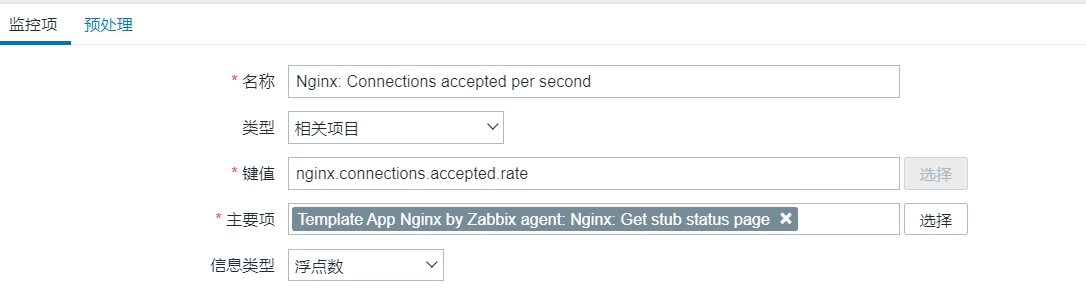 监控项 预处理
* 名称 Nginx: Connections accepted per second
类型 相关项目
* 键值 nginx.connections.accepted.rate 选择
* 主要项 Template App Nginx by Zabbix agent: Nginx: Get stub status page 选择
信息类型 浮点数